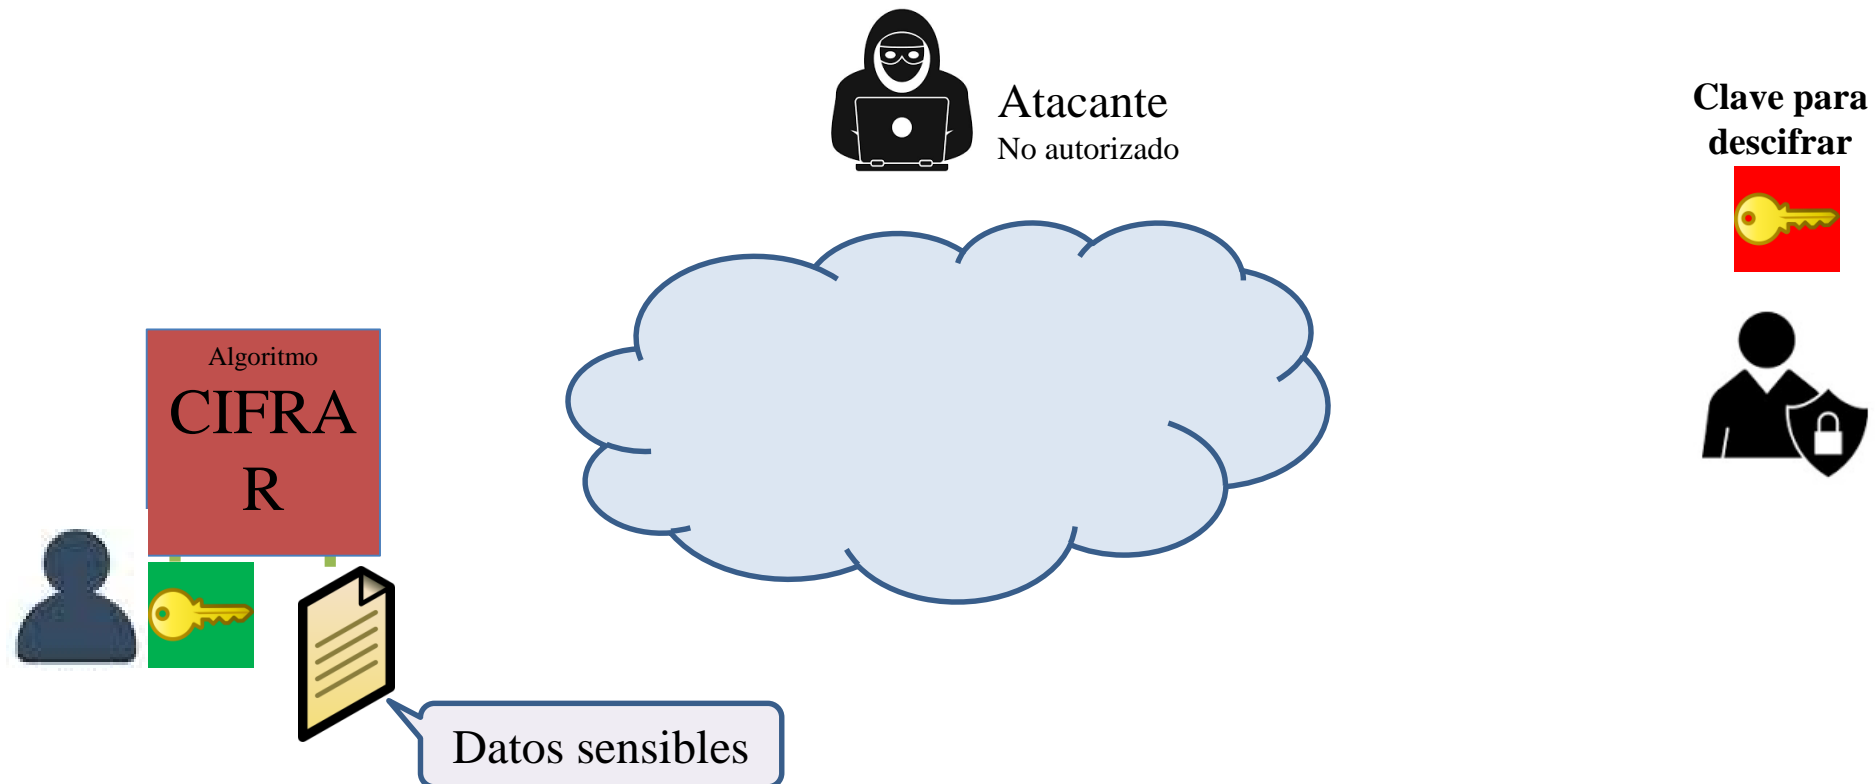 Atacante
No autorizado
Clave para
descifrar
Algoritmo
CIFRA
R
Datos sensibles